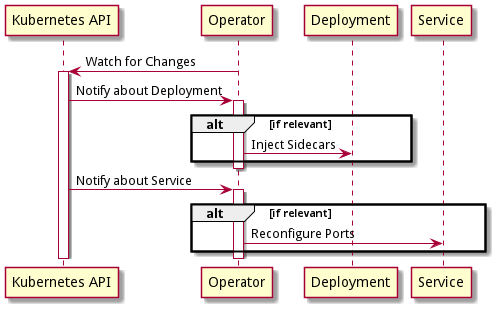 Kubernetes API Operator Deployment Service
Watch for Changes
Notify about Deployment
alt [if relevant]
Inject Sidecars
Notify about Service
alt [if relevant]
Reconfigure Ports
Kubernetes API Operator Deployment Service